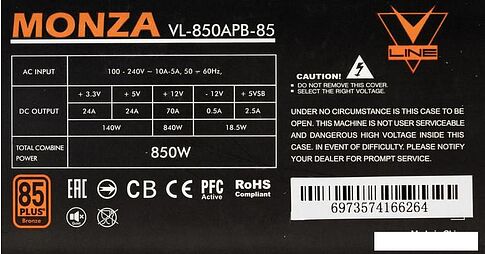 MONZA VL-850APB-85
V LINE
AC INPUT 100 - 240V ~ 10A-5A, 50 ~ 60Hz,
DC OUTPUT + 3.3V + 5V + 12V - 12V + 5VSB
24A 24A 70A 0.5A 2.5A
140W 840W 18.5W
TOTAL COMBINE POWER 850W
CAUTION!
DO NOT REMOVE THIS COVER.
SELECT THE RIGHT VOLTAGE.
UNDER NO CIRCUMSTANCE IS THIS CASE TO BE
OPEN. THIS MACHINE IS NOT USER SERVICEABLE
AND DANGEROUS HIGH VOLTAGE INSIDE THIS
CASE. IN EVENT OF DIFFICULTY. PLEASE NOTIFY
YOUR DEALER FOR PROMPT SERVICE.
85 PLUS Bronze
EAC CB CE PFC Active RoHS Compliant
6973574166264